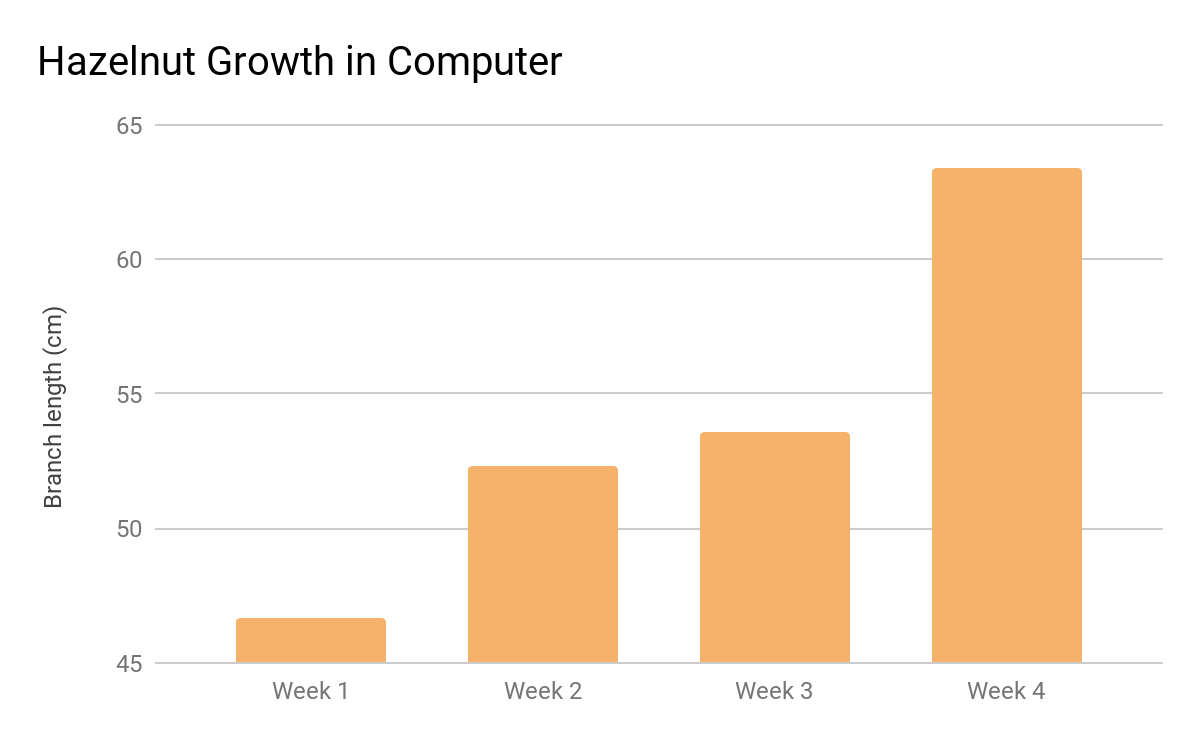 Hazelnut Growth in Computer
65
60
55
50
45
Branch length (cm)
Week 1
Week 2
Week 3
Week 4